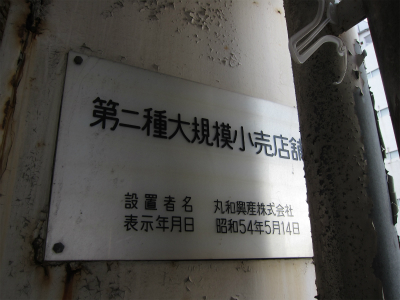 第二種大規模小売店舗
設置者名 丸和興産株式会社
表示年月日 昭和54年5月14日